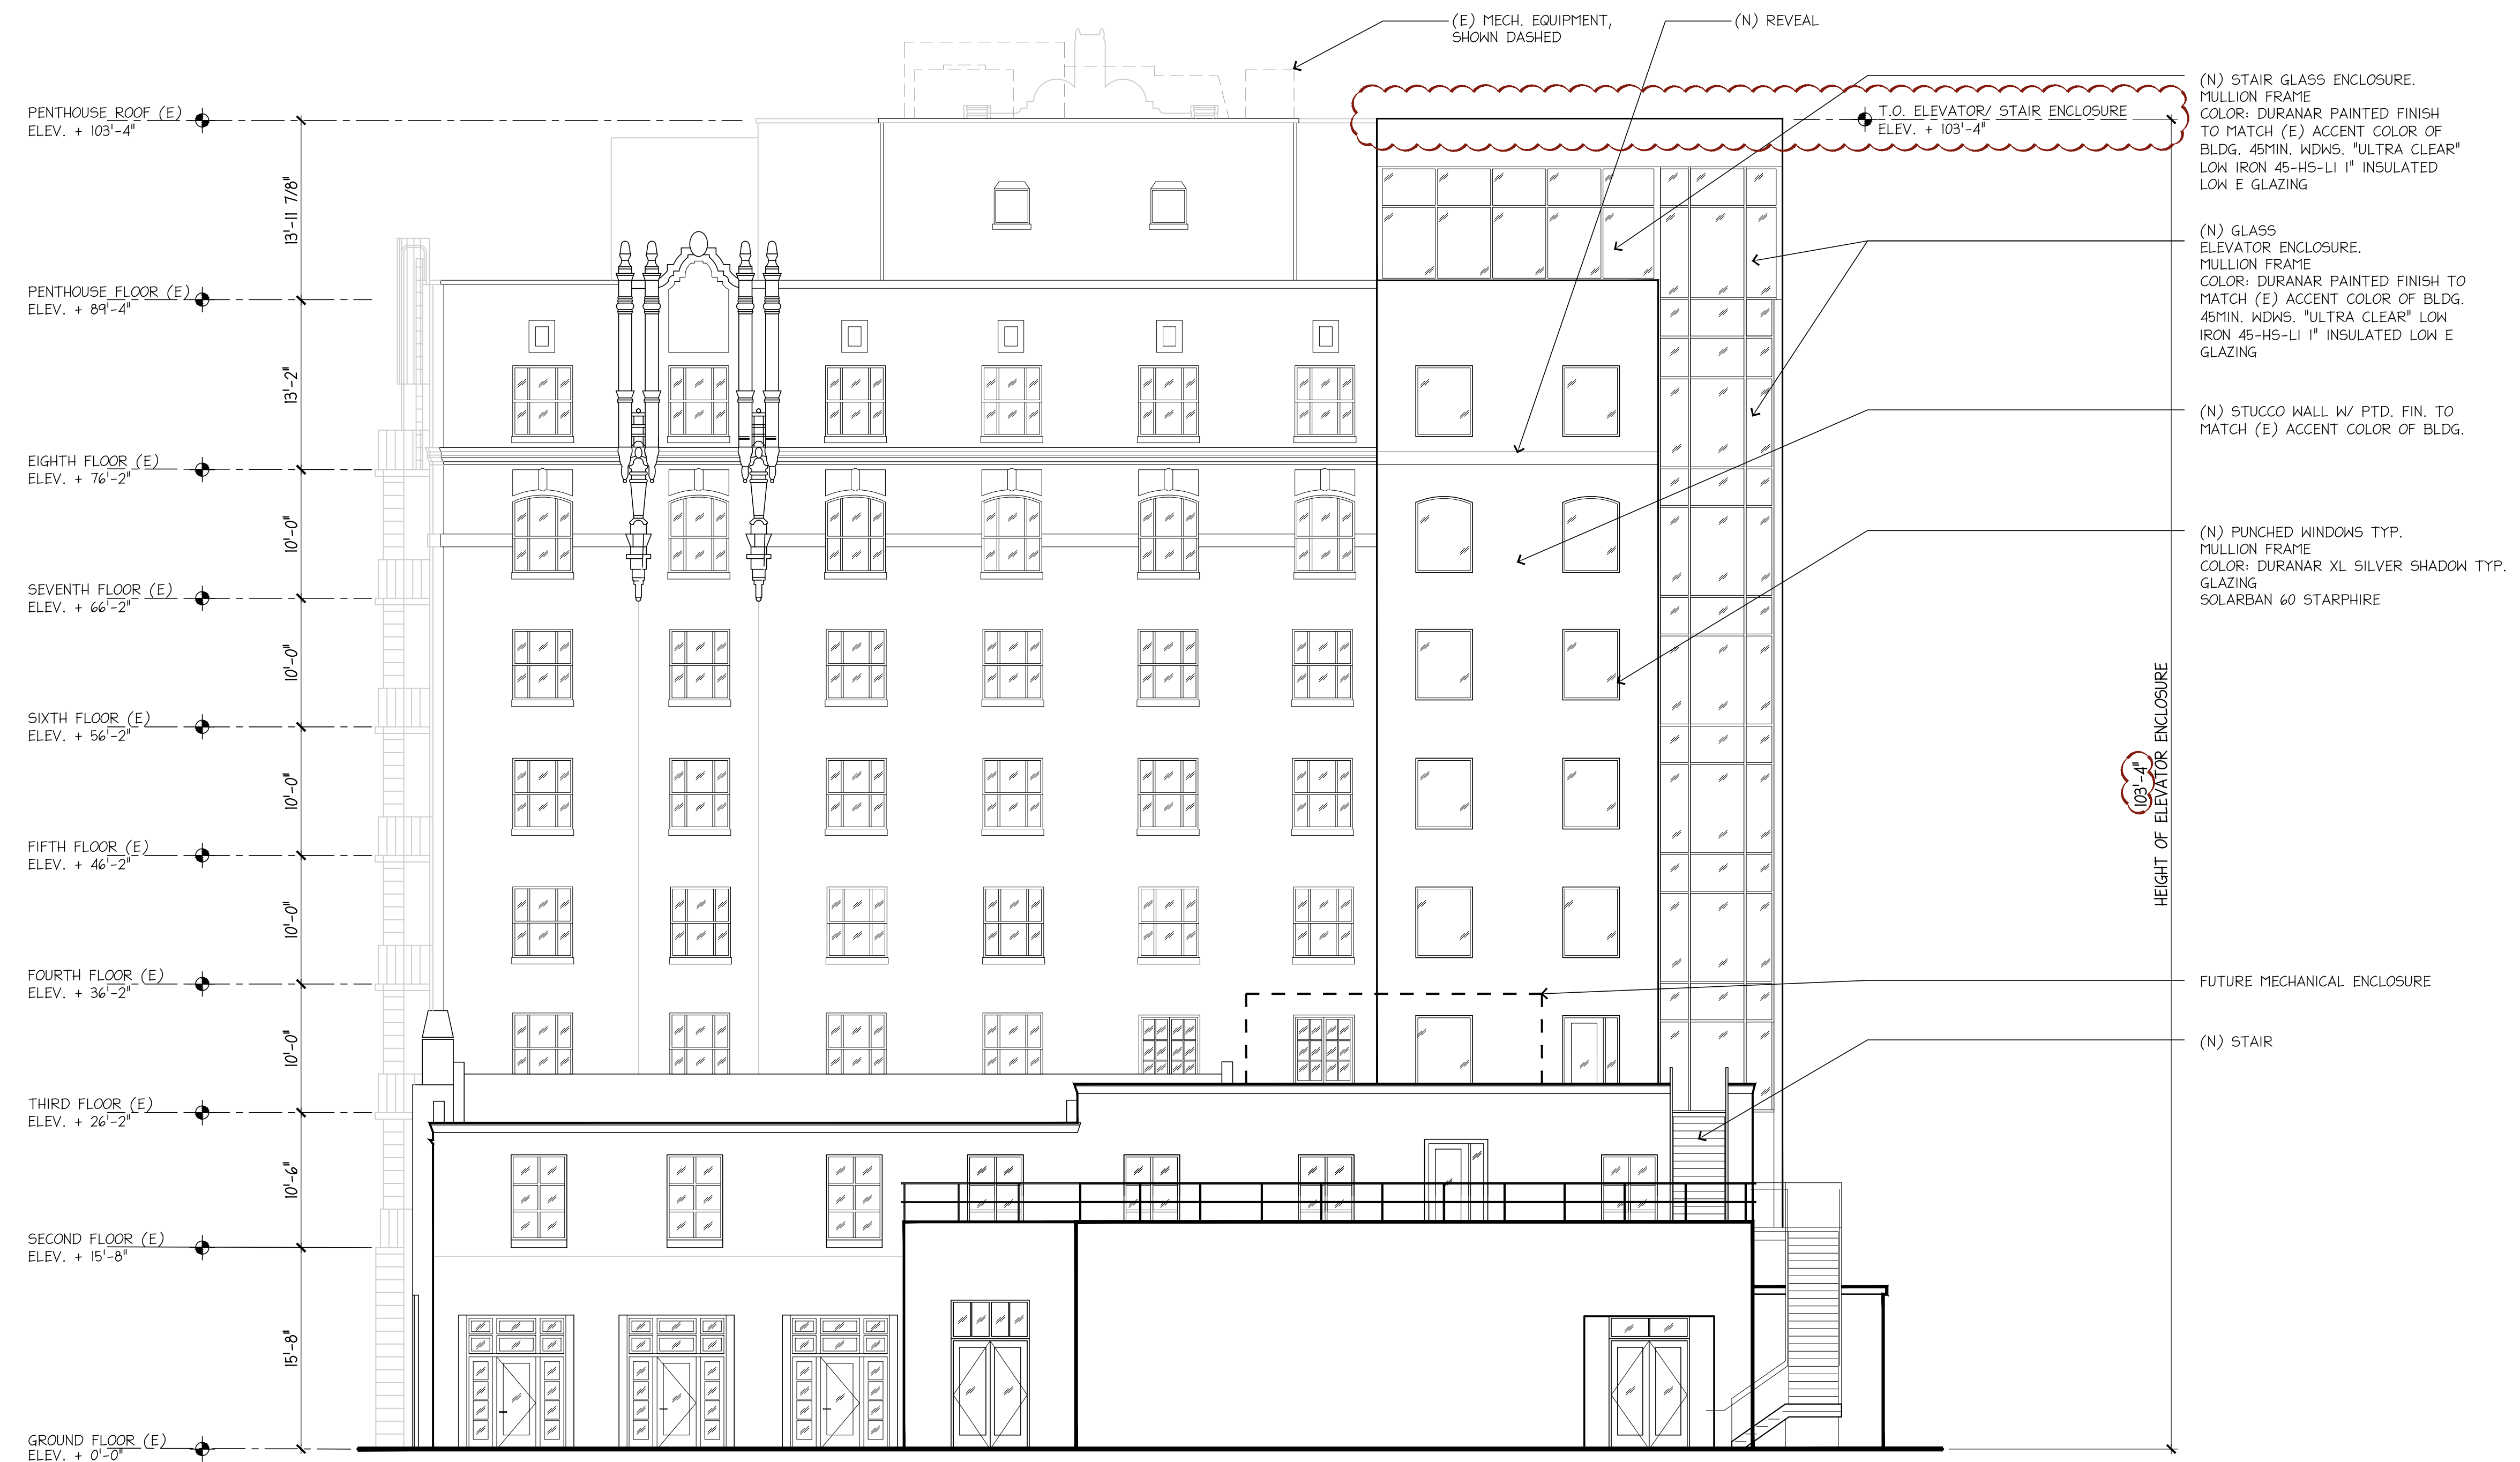 (E) MECH. EQUIPMENT,
SHOWN DASHED
(N) REVEAL
(N) STAIR GLASS ENCLOSURE.
MULLION FRAME
COLOR: DURANAR PAINTED FINISH
TO MATCH (E) ACCENT COLOR OF
BLDG. 45MIN. WDWS. "ULTRA CLEAR"
LOW IRON 45-HS-LI 1" INSULATED
LOW E GLAZING
T.O. ELEVATOR/ STAIR ENCLOSURE
ELEV. + 103'-4"
PENTHOUSE ROOF (E)
ELEV. + 103'-4"
13'-11 7/8"
(N) GLASS
ELEVATOR ENCLOSURE.
MULLION FRAME
COLOR: DURANAR PAINTED FINISH TO
MATCH (E) ACCENT COLOR OF BLDG.
45MIN. WDWS. "ULTRA CLEAR" LOW
IRON 45-HS-LI 1" INSULATED LOW E
GLAZING
PENTHOUSE FLOOR (E)
ELEV. + 89'-4"
13'-2"
(N) STUCCO WALL W/ PTD. FIN. TO
MATCH (E) ACCENT COLOR OF BLDG.
EIGHTH FLOOR (E)
ELEV. + 76'-2"
10'-0"
(N) PUNCHED WINDOWS TYP.
MULLION FRAME
COLOR: DURANAR XL SILVER SHADOW TYP.
GLAZING
SOLARBAN 60 STARPHIRE
SEVENTH FLOOR (E)
ELEV. + 66'-2"
10'-0"
SIXTH FLOOR (E)
ELEV. + 56'-2"
10'-0"
103'-4"
HEIGHT OF ELEVATOR ENCLOSURE
FIFTH FLOOR (E)
ELEV. + 46'-2"
10'-0"
FOURTH FLOOR (E)
ELEV. + 36'-2"
FUTURE MECHANICAL ENCLOSURE
10'-0"
(N) STAIR
THIRD FLOOR (E)
ELEV. + 26'-2"
10'-6"
SECOND FLOOR (E)
ELEV. + 15'-8"
15'-8"
GROUND FLOOR (E)
ELEV. + 0'-0"